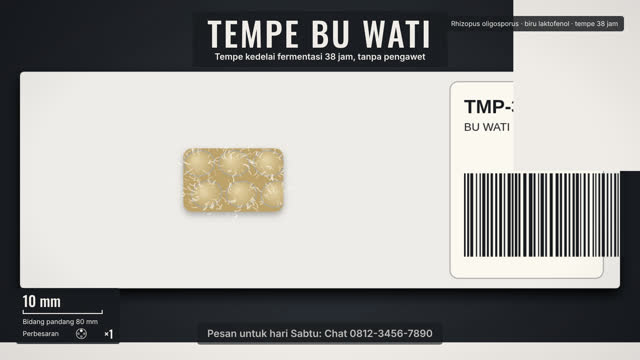 TEMPE BU WATI
Tempe kedelai fermentasi 38 jam, tanpa pengawet
Rhizopus oligosporus · biru laktofenol · tempe 38 jam
TMP-
BU WATI
10 mm
Bidang pandang 80 mm
Perbesaran ×1
Pesan untuk hari Sabtu: Chat 0812-3456-7890